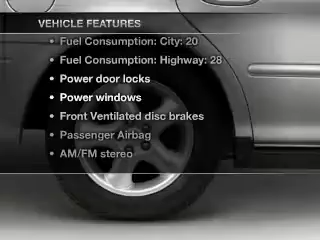 VEHICLE FEATURES
• Fuel Consumption: City: 20
• Fuel Consumption: Highway: 28
• Power door locks
• Power windows
• Front Ventilated disc brakes
• Passenger Airbag
• AM/FM stereo